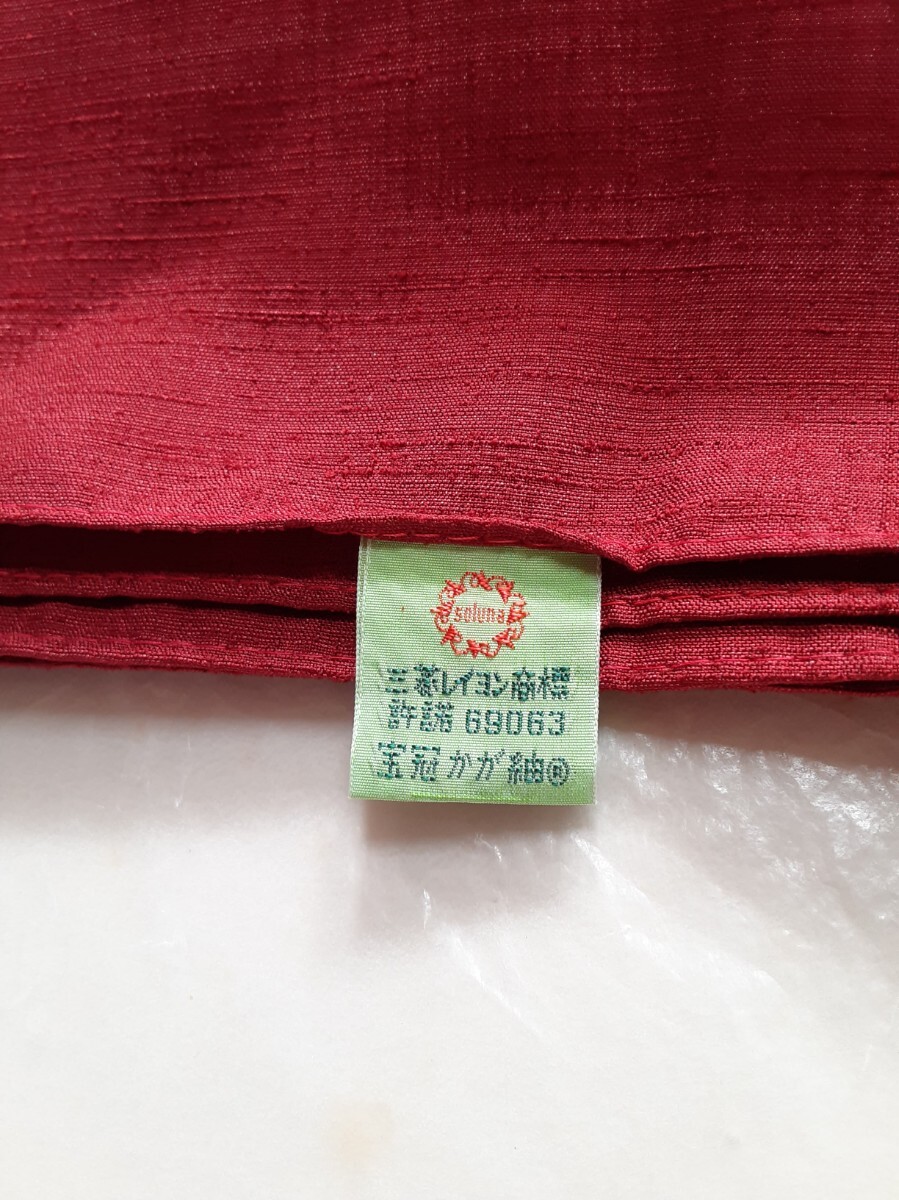 soluna
三菱レイヨン商標
許諾 69063
宝冠 かが紬®